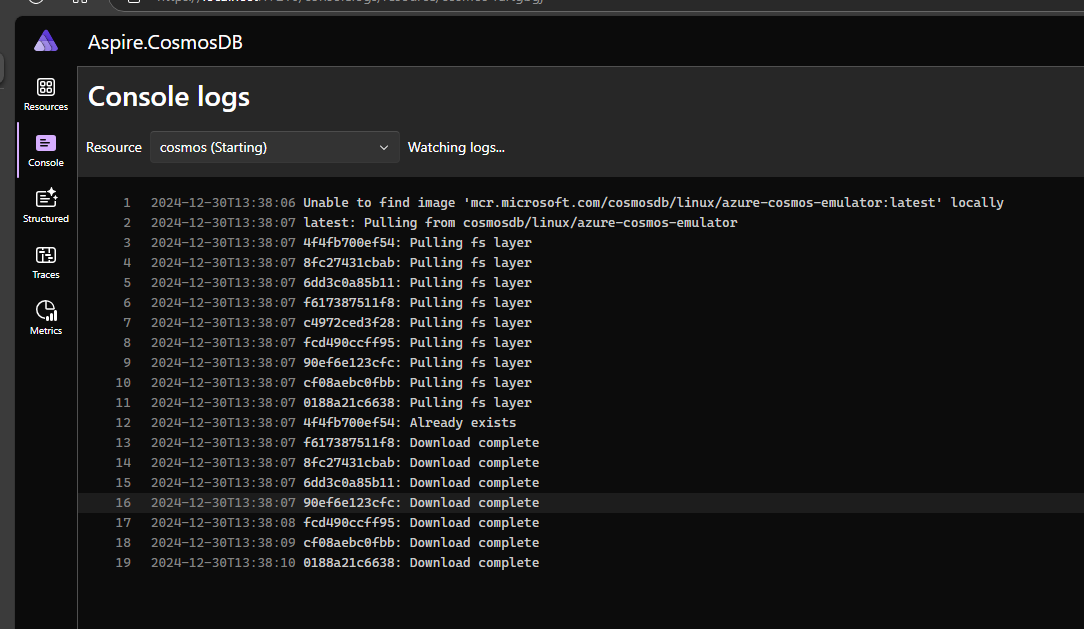 Aspire.CosmosDB
Resources
Console
Structured
Traces
Metrics
Console logs
Resource cosmos (Starting) Watching logs...
1 2024-12-30T13:38:06 Unable to find image 'mcr.microsoft.com/cosmosdb/linux/azure-cosmos-emulator:latest' locally
2 2024-12-30T13:38:07 latest: Pulling from cosmosdb/linux/azure-cosmos-emulator
3 2024-12-30T13:38:07 4f4fb700ef54: Pulling fs layer
4 2024-12-30T13:38:07 8fc27431cbab: Pulling fs layer
5 2024-12-30T13:38:07 6dd3c0a85b11: Pulling fs layer
6 2024-12-30T13:38:07 f617387511f8: Pulling fs layer
7 2024-12-30T13:38:07 c4972ced3f28: Pulling fs layer
8 2024-12-30T13:38:07 fcd490ccff95: Pulling fs layer
9 2024-12-30T13:38:07 90ef6e123cfc: Pulling fs layer
10 2024-12-30T13:38:07 cf08aebc0fbb: Pulling fs layer
11 2024-12-30T13:38:07 0188a21c6638: Pulling fs layer
12 2024-12-30T13:38:07 4f4fb700ef54: Already exists
13 2024-12-30T13:38:07 f617387511f8: Download complete
14 2024-12-30T13:38:07 8fc27431cbab: Download complete
15 2024-12-30T13:38:07 6dd3c0a85b11: Download complete
16 2024-12-30T13:38:07 90ef6e123cfc: Download complete
17 2024-12-30T13:38:08 fcd490ccff95: Download complete
18 2024-12-30T13:38:09 cf08aebc0fbb: Download complete
19 2024-12-30T13:38:10 0188a21c6638: Download complete